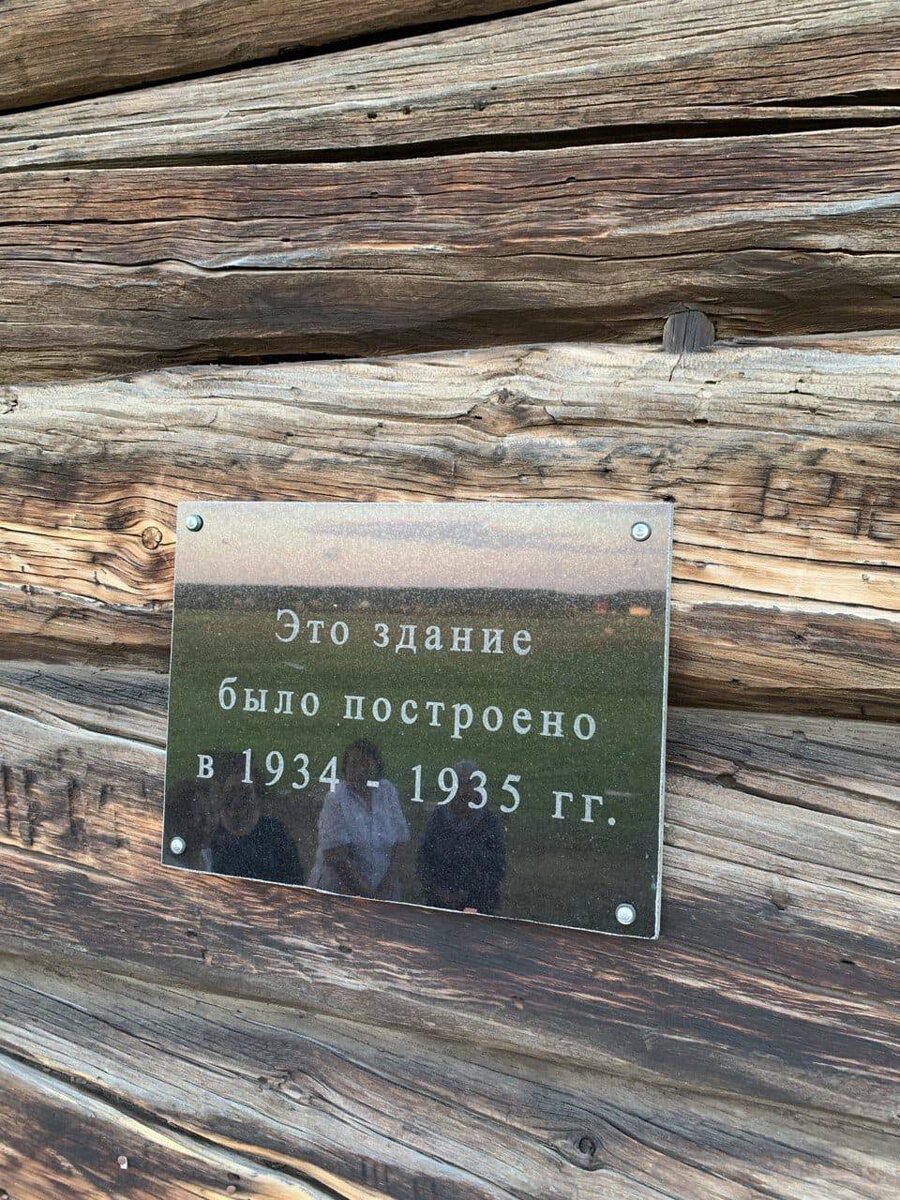 Это здание
было построено
в 1934 - 1935 гг.